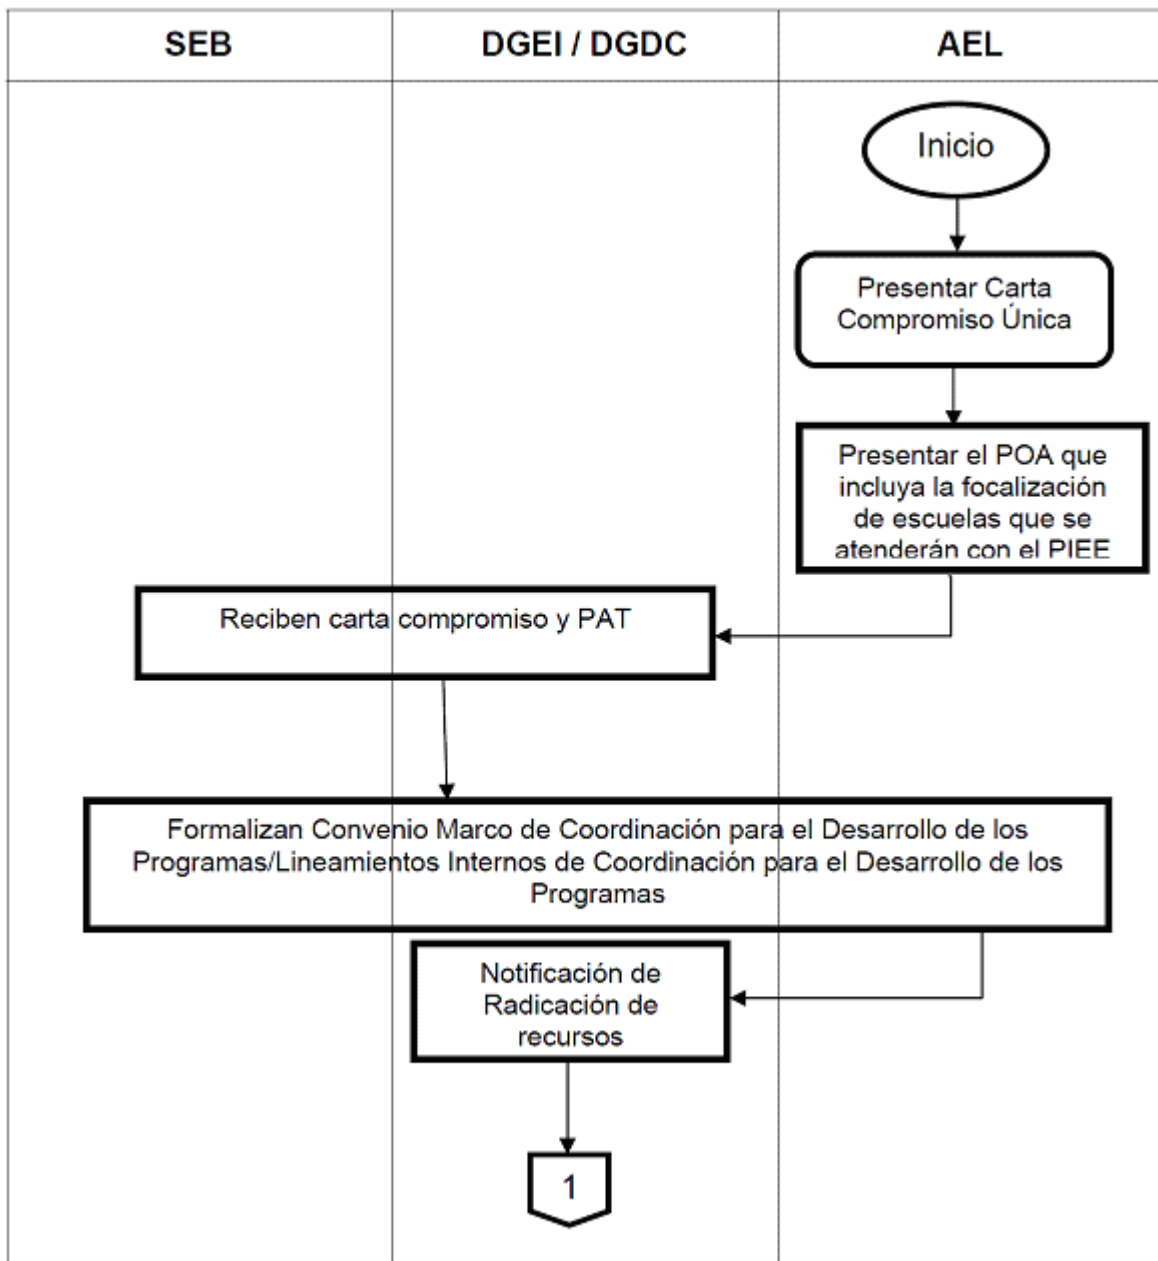 SEB
DGEI / DGDC
AEL
Inicio
Presentar Carta
Compromiso Única
Presentar el POA que
incluya la focalización
de escuelas que se
atenderán con el PIEE
Reciben carta compromiso y PAT
Formalizan Convenio Marco de Coordinación para el Desarrollo de los
Programas/Lineamientos Internos de Coordinación para el Desarrollo de los
Programas
Notificación de
Radicación de
recursos
1